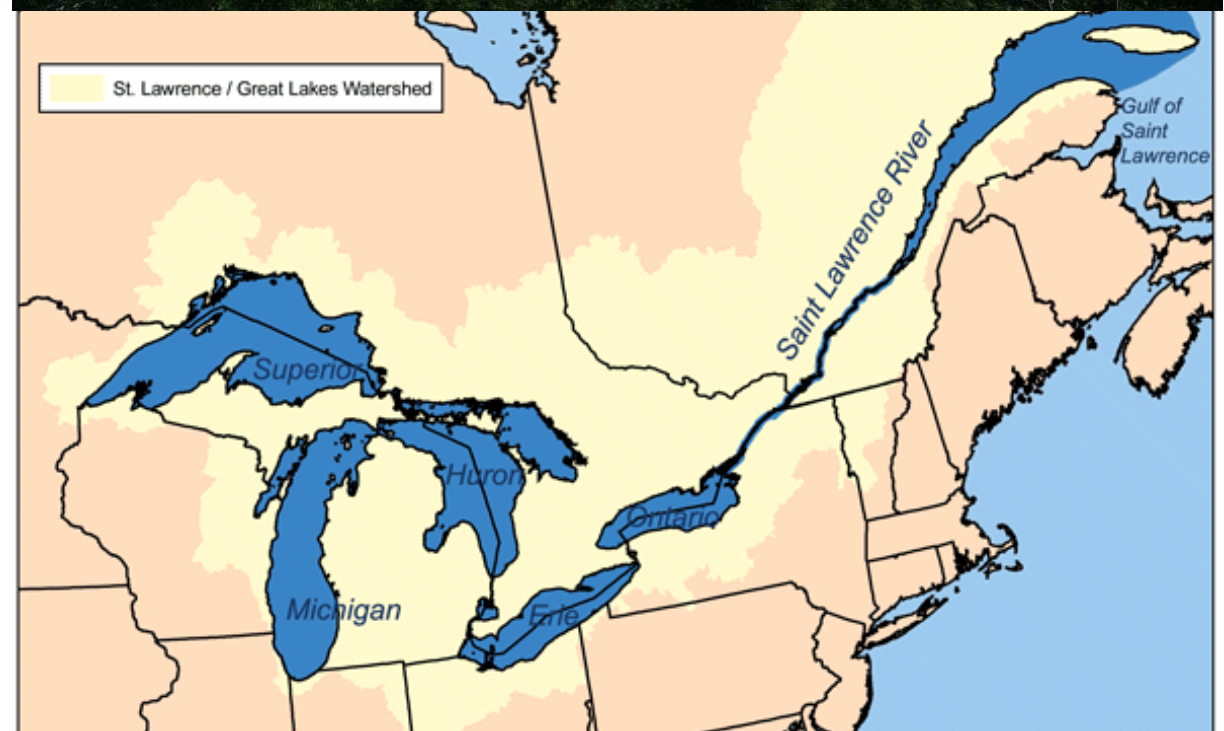 St. Lawrence / Great Lakes Watershed
Gulf of
Saint
Lawrence
Saint Lawrence River
Superior
Huron
Ontario
Michigan
Erie